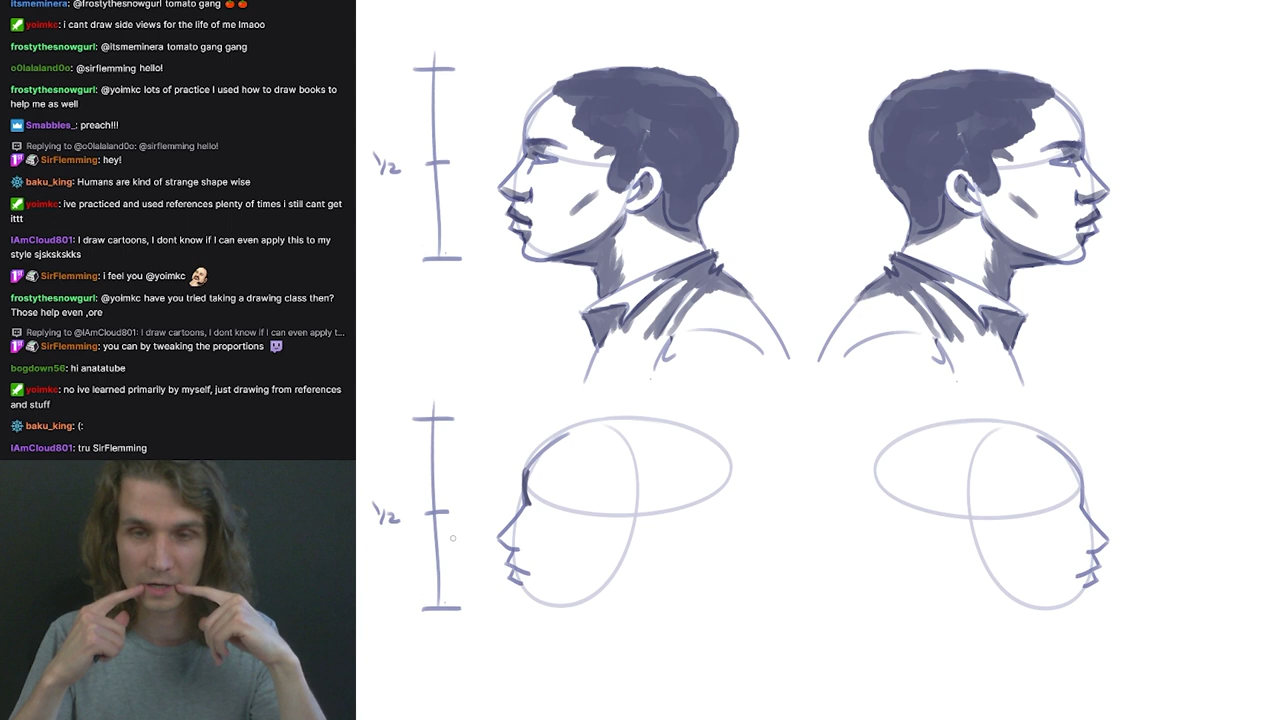 itsmeminera: @frostythesnowgurl tomato gang 🍅 🍅
yoimkc: i cant draw side views for the life of me lmaoo
frostythesnowgurl: @itsmeminera tomato gang gang
o0lalaland0o: @sirflemming hello!
frostythesnowgurl: @yoimkc lots of practice I used how to draw books to
help me as well
Smabbles_: preach!!!
Replying to @o0lalaland0o: @sirflemming hello!
SirFlemming: hey!
baku_king: Humans are kind of strange shape wise
yoimkc: ive practiced and used references plenty of times i still cant get
ittt
IAmCloud801: I draw cartoons, I dont know if I can even apply this to my
style sjskskskks
SirFlemming: i feel you @yoimkc
frostythesnowgurl: @yoimkc have you tried taking a drawing class then?
Those help even ,ore
Replying to @IAmCloud801: I draw cartoons, I dont know if I can even apply t...
SirFlemming: you can by tweaking the proportions
bogdown56: hi anatatube
yoimkc: no ive learned primarily by myself, just drawing from references
and stuff
baku_king: (:
IAmCloud801: tru SirFlemming
1/2
1/2